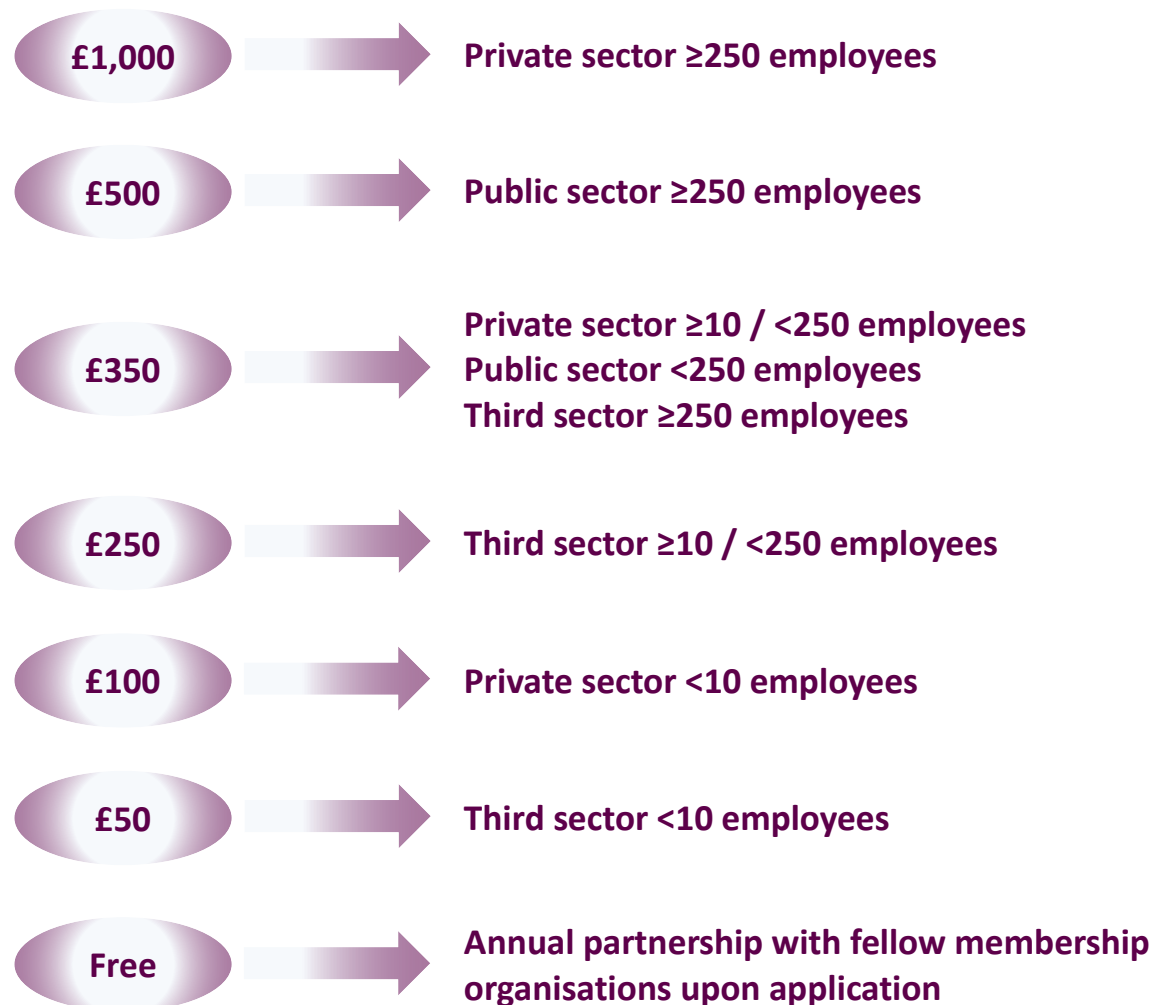 £1,000
Private sector ≥250 employees
£500
Public sector ≥250 employees
£350
Private sector ≥10 / <250 employees
Public sector <250 employees
Third sector ≥250 employees
£250
Third sector ≥10 / <250 employees
£100
Private sector <10 employees
£50
Third sector <10 employees
Free
Annual partnership with fellow membership
organisations upon application